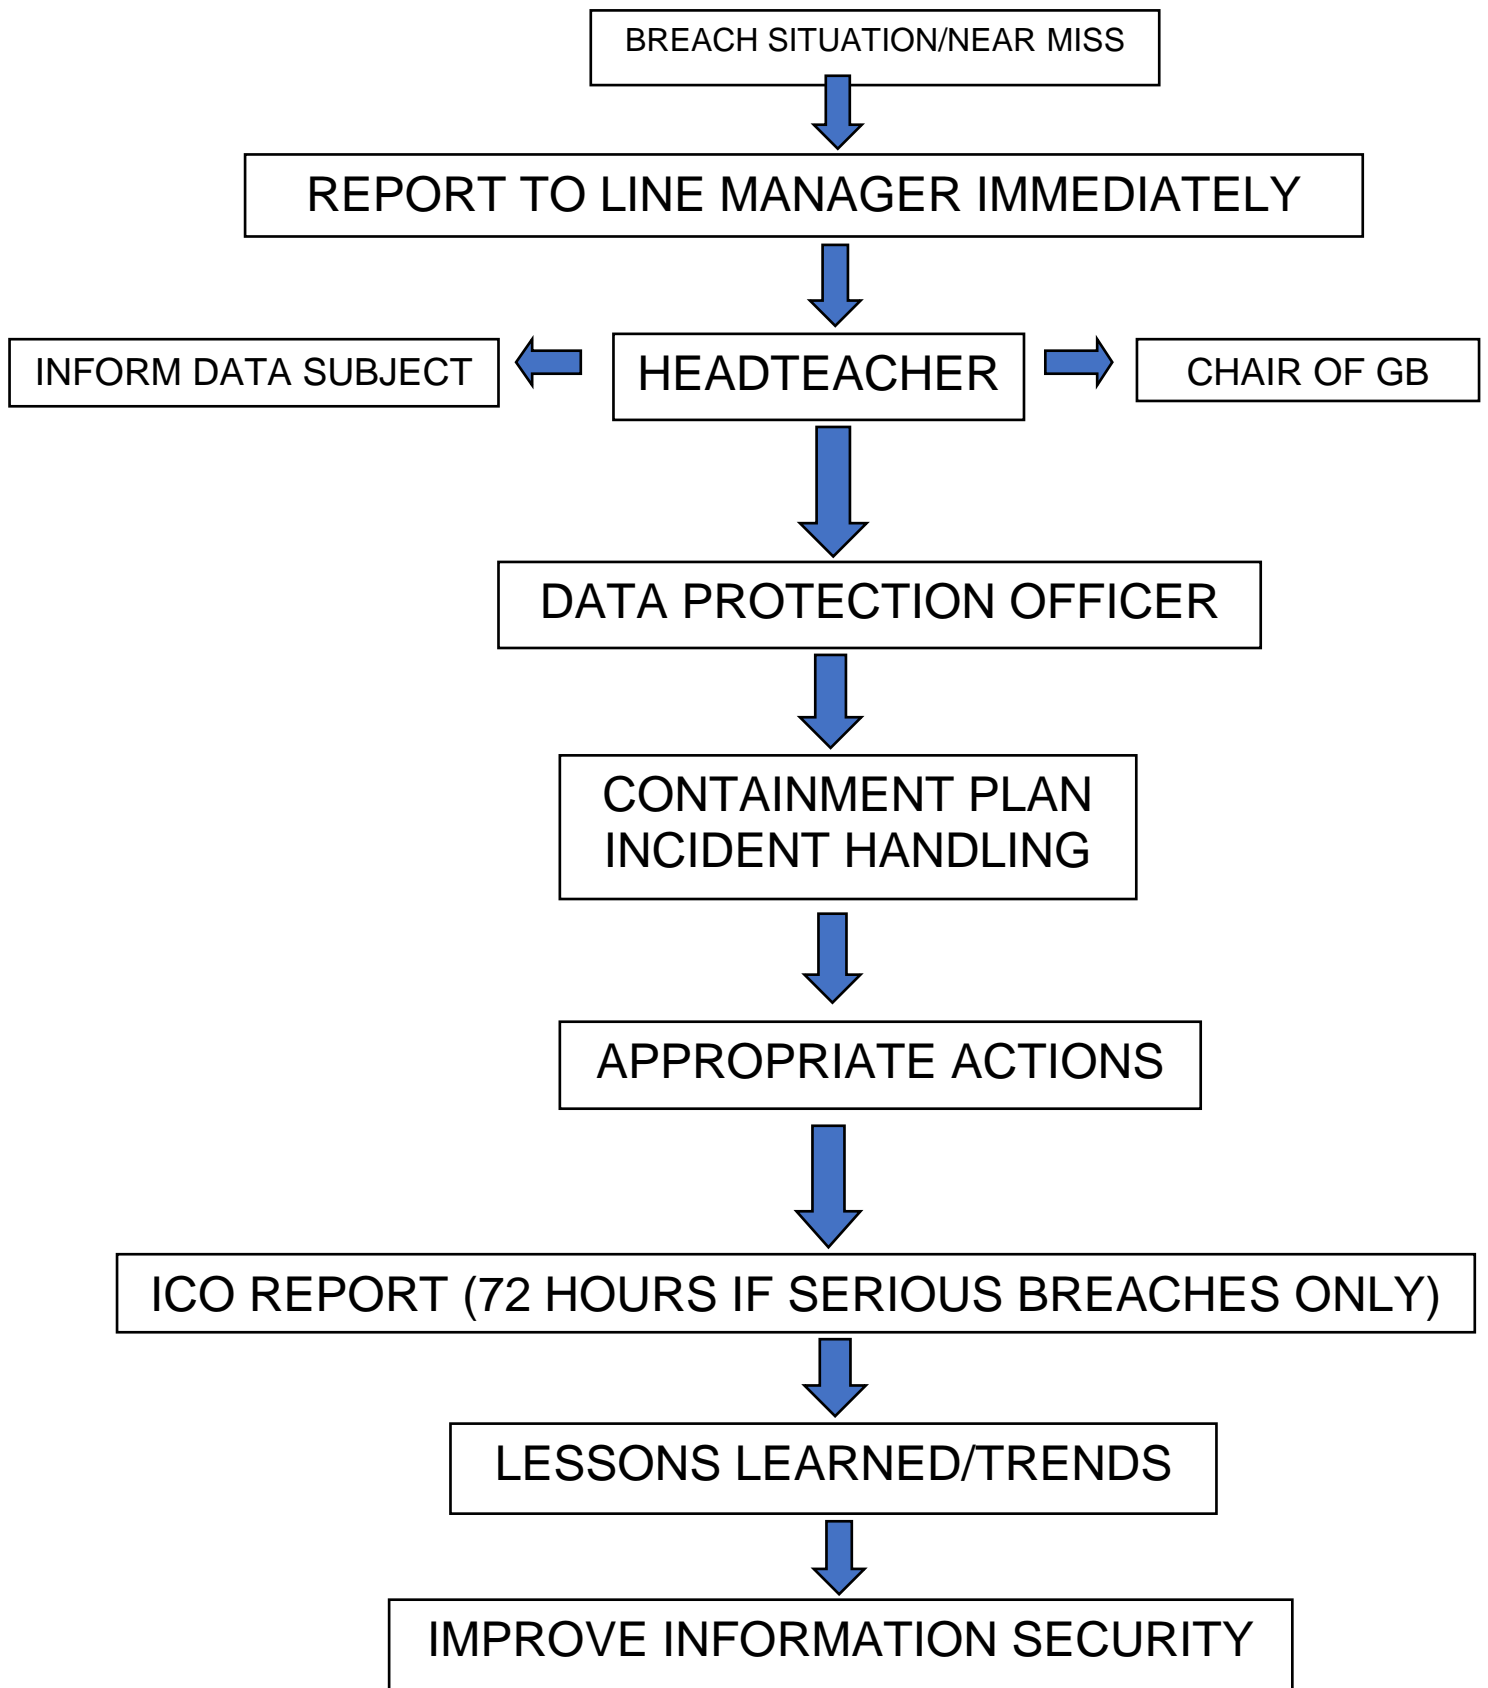 BREACH SITUATION/NEAR MISS
REPORT TO LINE MANAGER IMMEDIATELY
INFORM DATA SUBJECT
HEADTEACHER
CHAIR OF GB
DATA PROTECTION OFFICER
CONTAINMENT PLAN
INCIDENT HANDLING
APPROPRIATE ACTIONS
ICO REPORT (72 HOURS IF SERIOUS BREACHES ONLY)
LESSONS LEARNED/TRENDS
IMPROVE INFORMATION SECURITY